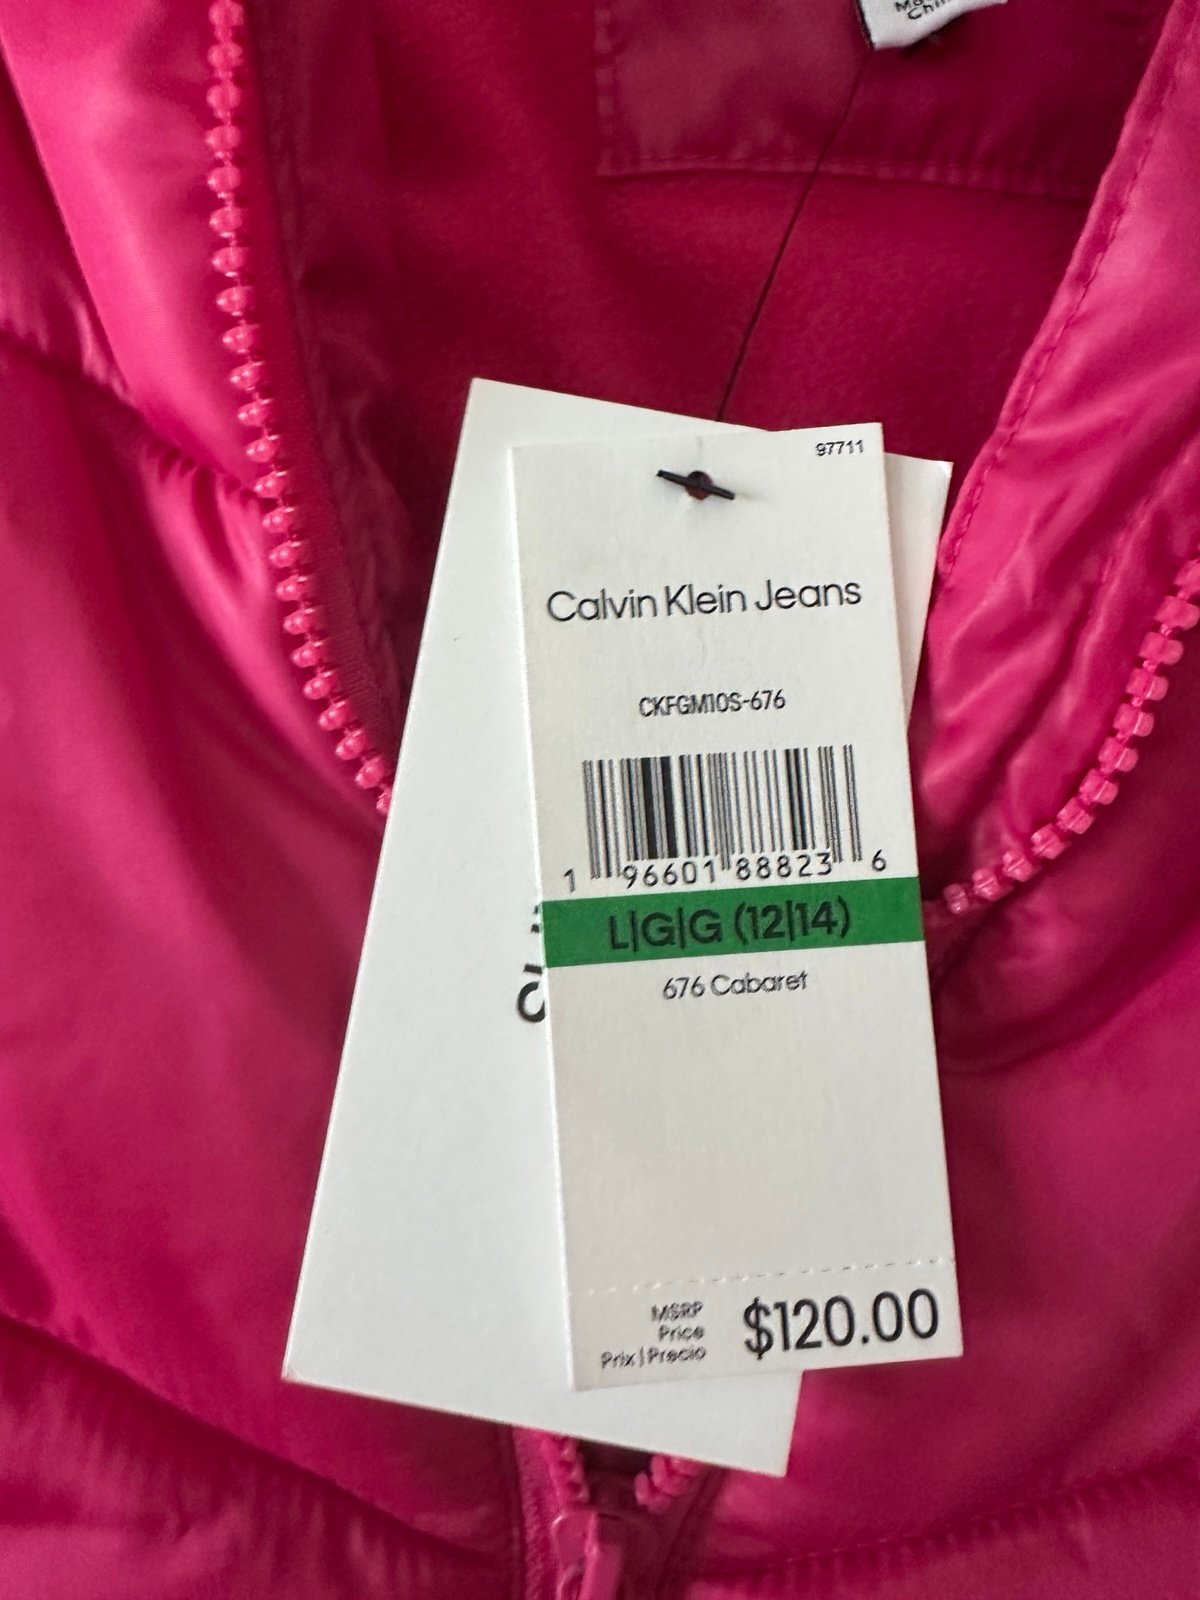 97711
Calvin Klein Jeans
CKFGM10S-676
1 96601 88823 6
L|G|G (12|14)
676 Cabaret
MSRP
Price
Prix|Precio
$120.00